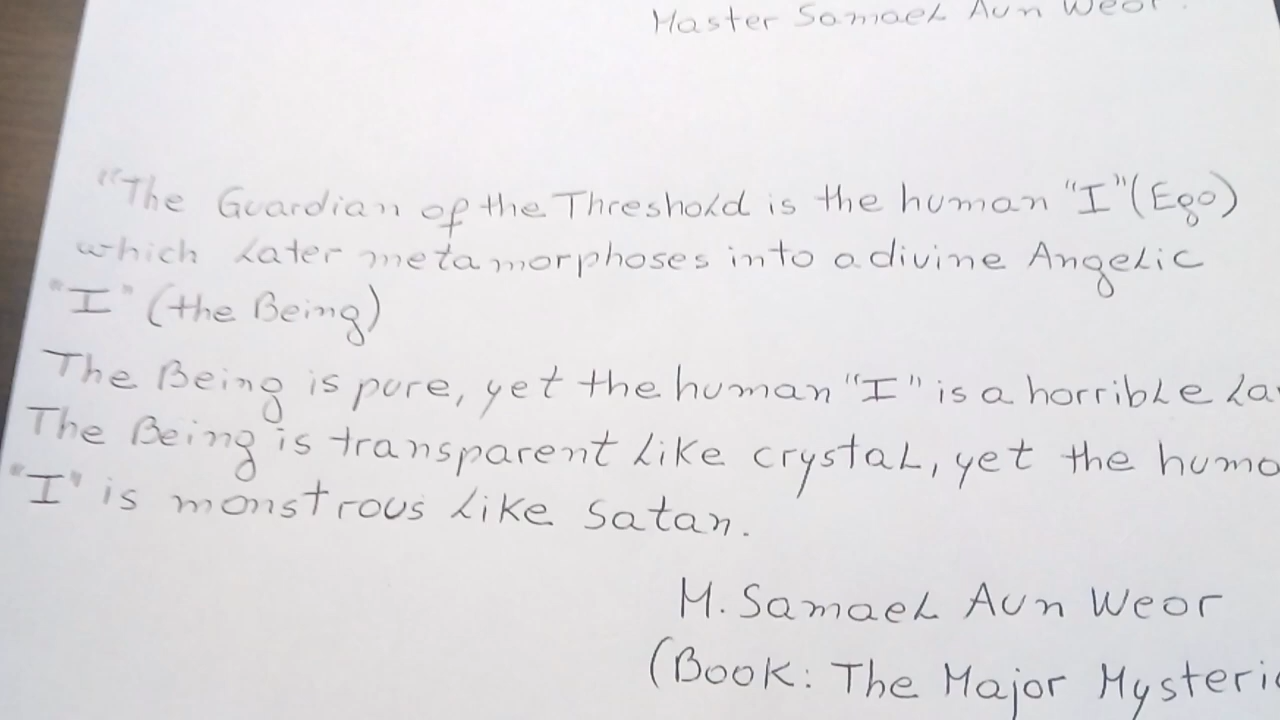 Master Samael Aun Weor.
"The Guardian of the Threshold is the human "I" (Ego)
which later metamorphoses into a divine Angelic
"I" (the Being)
The Being is pure, yet the human "I" is a horrible
The Being is transparent like crystal, yet the
"I" is monstrous like Satan.
M. Samael Aun Weor
(Book: The Major